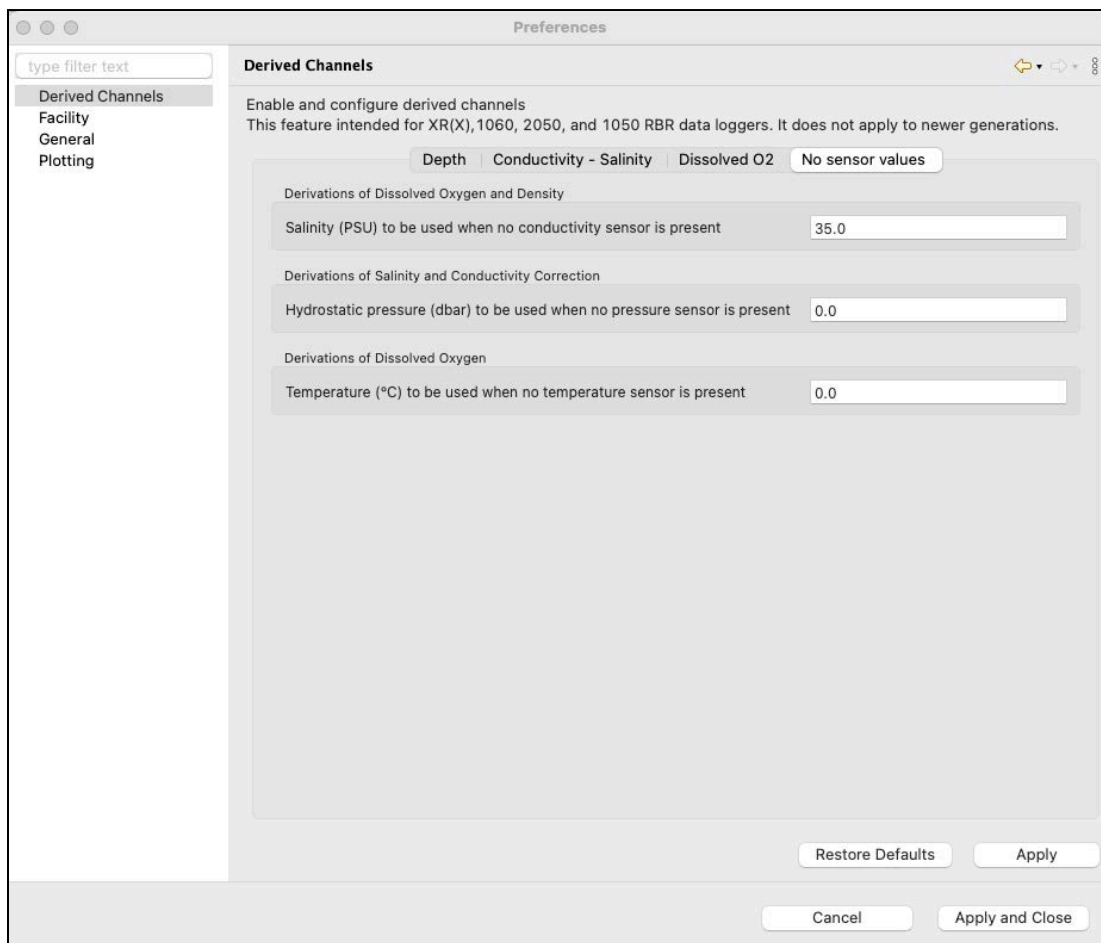 Preferences
type filter text
Derived Channels
Facility
General
Plotting
Derived Channels
Enable and configure derived channels
This feature intended for XR(X),1060, 2050, and 1050 RBR data loggers. It does not apply to newer generations.
Depth Conductivity - Salinity Dissolved O2 No sensor values
Derivations of Dissolved Oxygen and Density
Salinity (PSU) to be used when no conductivity sensor is present 35.0
Derivations of Salinity and Conductivity Correction
Hydrostatic pressure (dbar) to be used when no pressure sensor is present 0.0
Derivations of Dissolved Oxygen
Temperature (°C) to be used when no temperature sensor is present 0.0
Restore Defaults Apply
Cancel Apply and Close